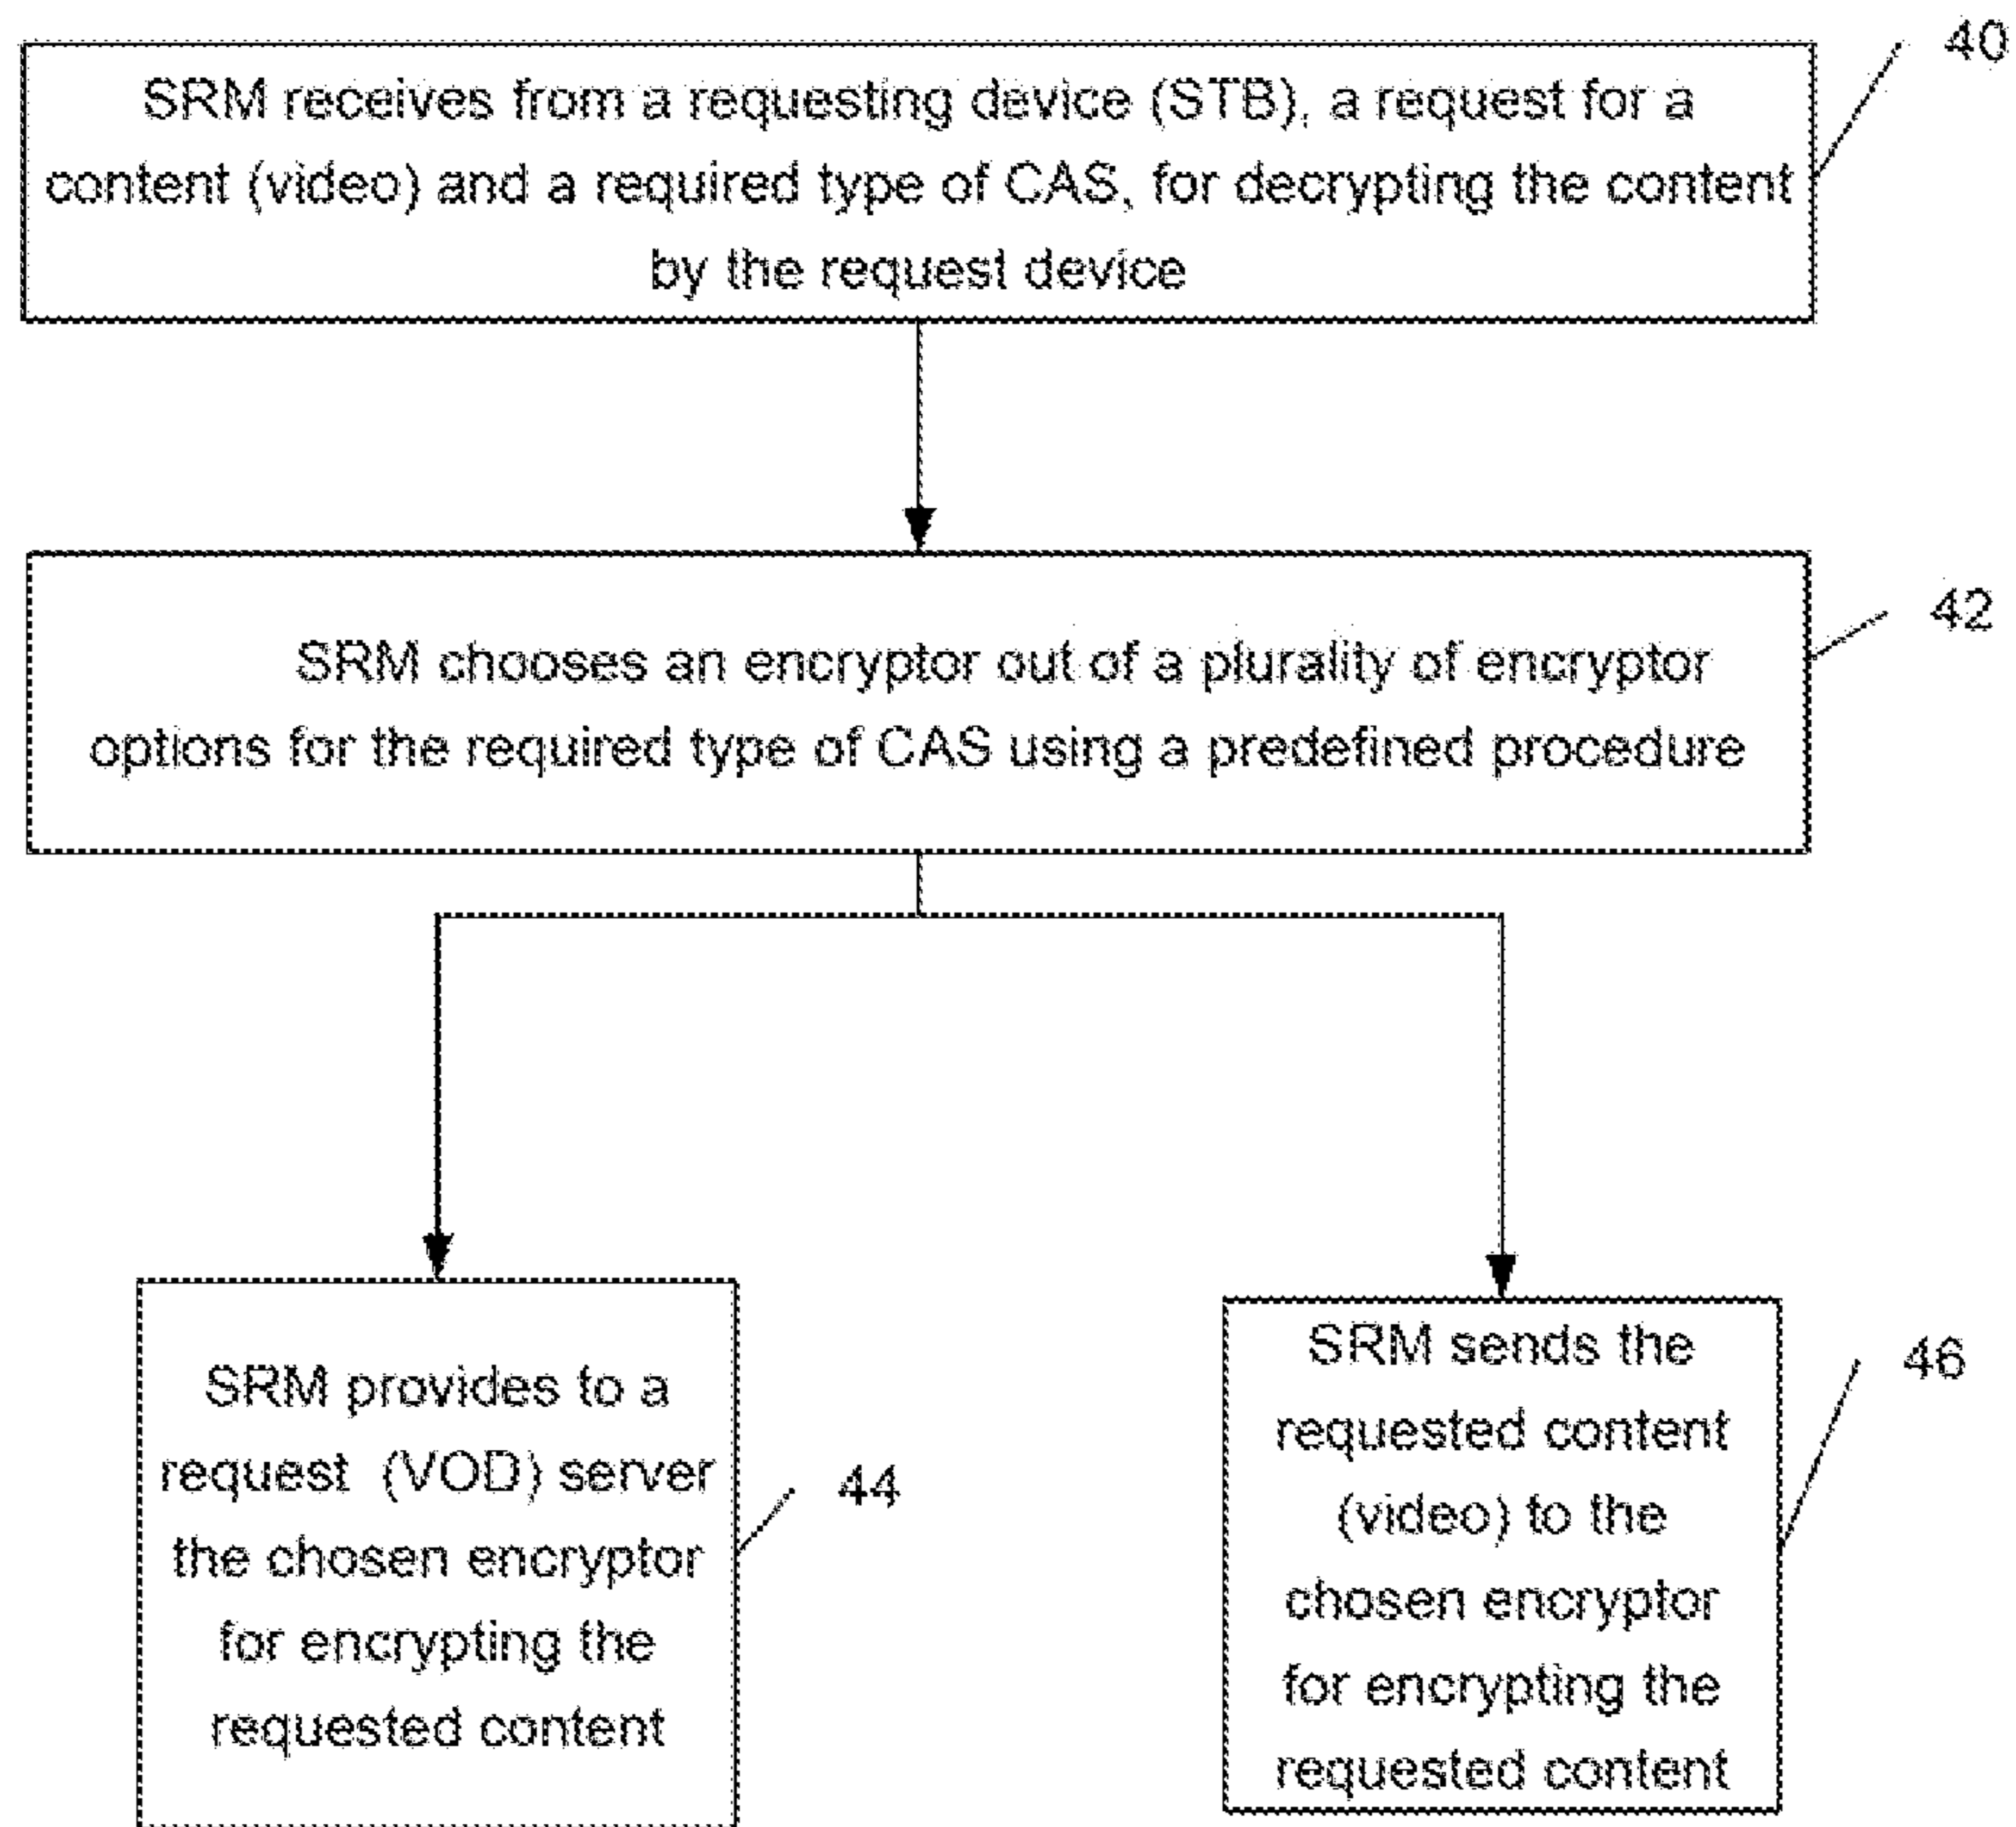 40
SRM receives from a requesting device (STB), a request for a
content (video) and a required type of CAS, for decrypting the content
by the request device
42
SRM chooses an encryptor out of a plurality of encryptor
options for the required type of CAS using a predefined procedure
SRM provides to a
request (VOD) server
the chosen encryptor
for encrypting the
requested content
44
SRM sends the
requested content
(video) to the
chosen encryptor
for encrypting the
requested content
46